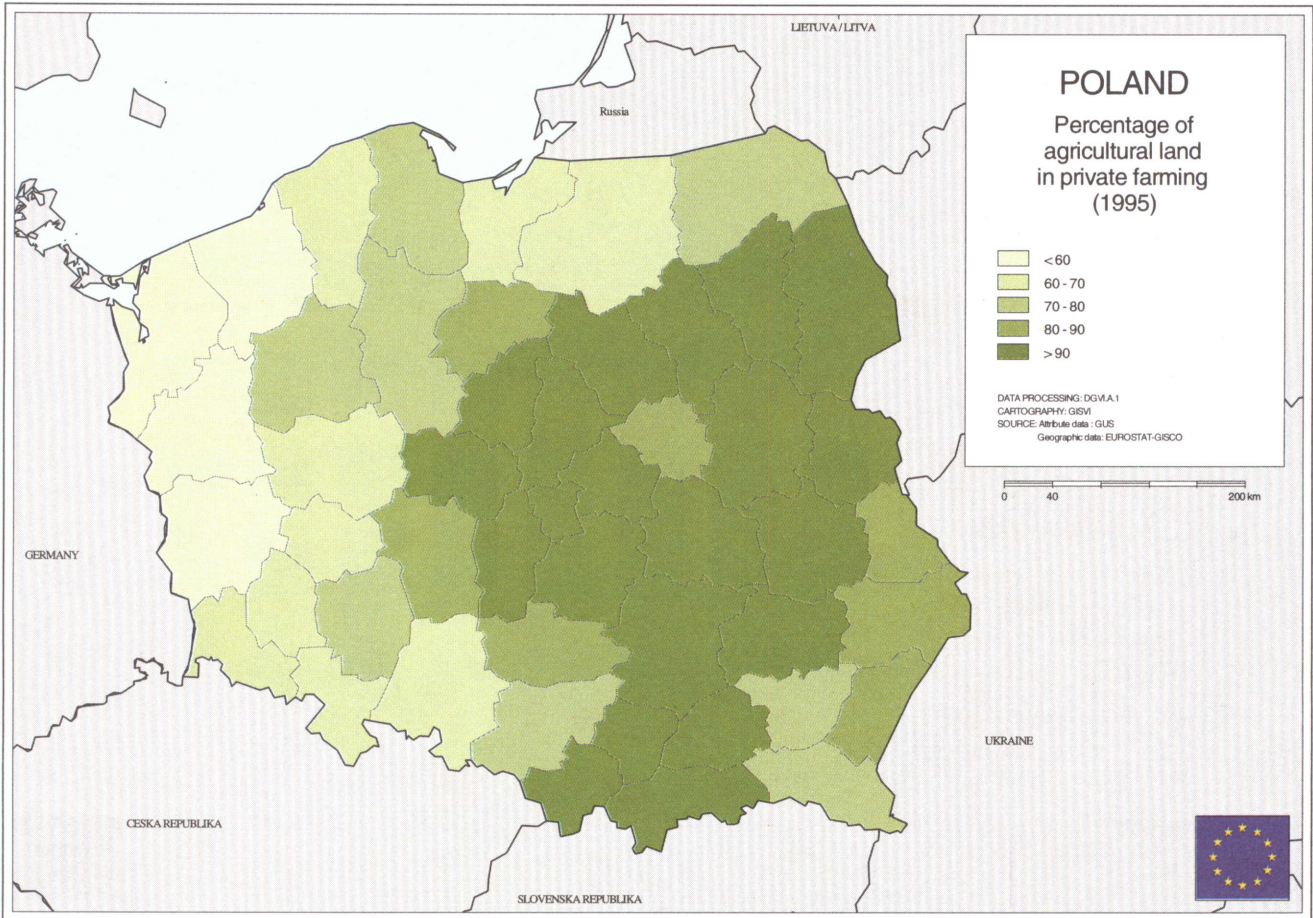 LIETUVA / LITVA
Russia
GERMANY
CESKA REPUBLIKA
SLOVENSKA REPUBLIKA
UKRAINE
POLAND
Percentage of
agricultural land
in private farming
(1995)
<60
60 - 70
70 - 80
80 - 90
>90
DATA PROCESSING: DGVI.A.1
CARTOGRAPHY: GISVI
SOURCE: Attribute data : GUS
Geographic data: EUROSTAT-GISCO
0 40 200 km